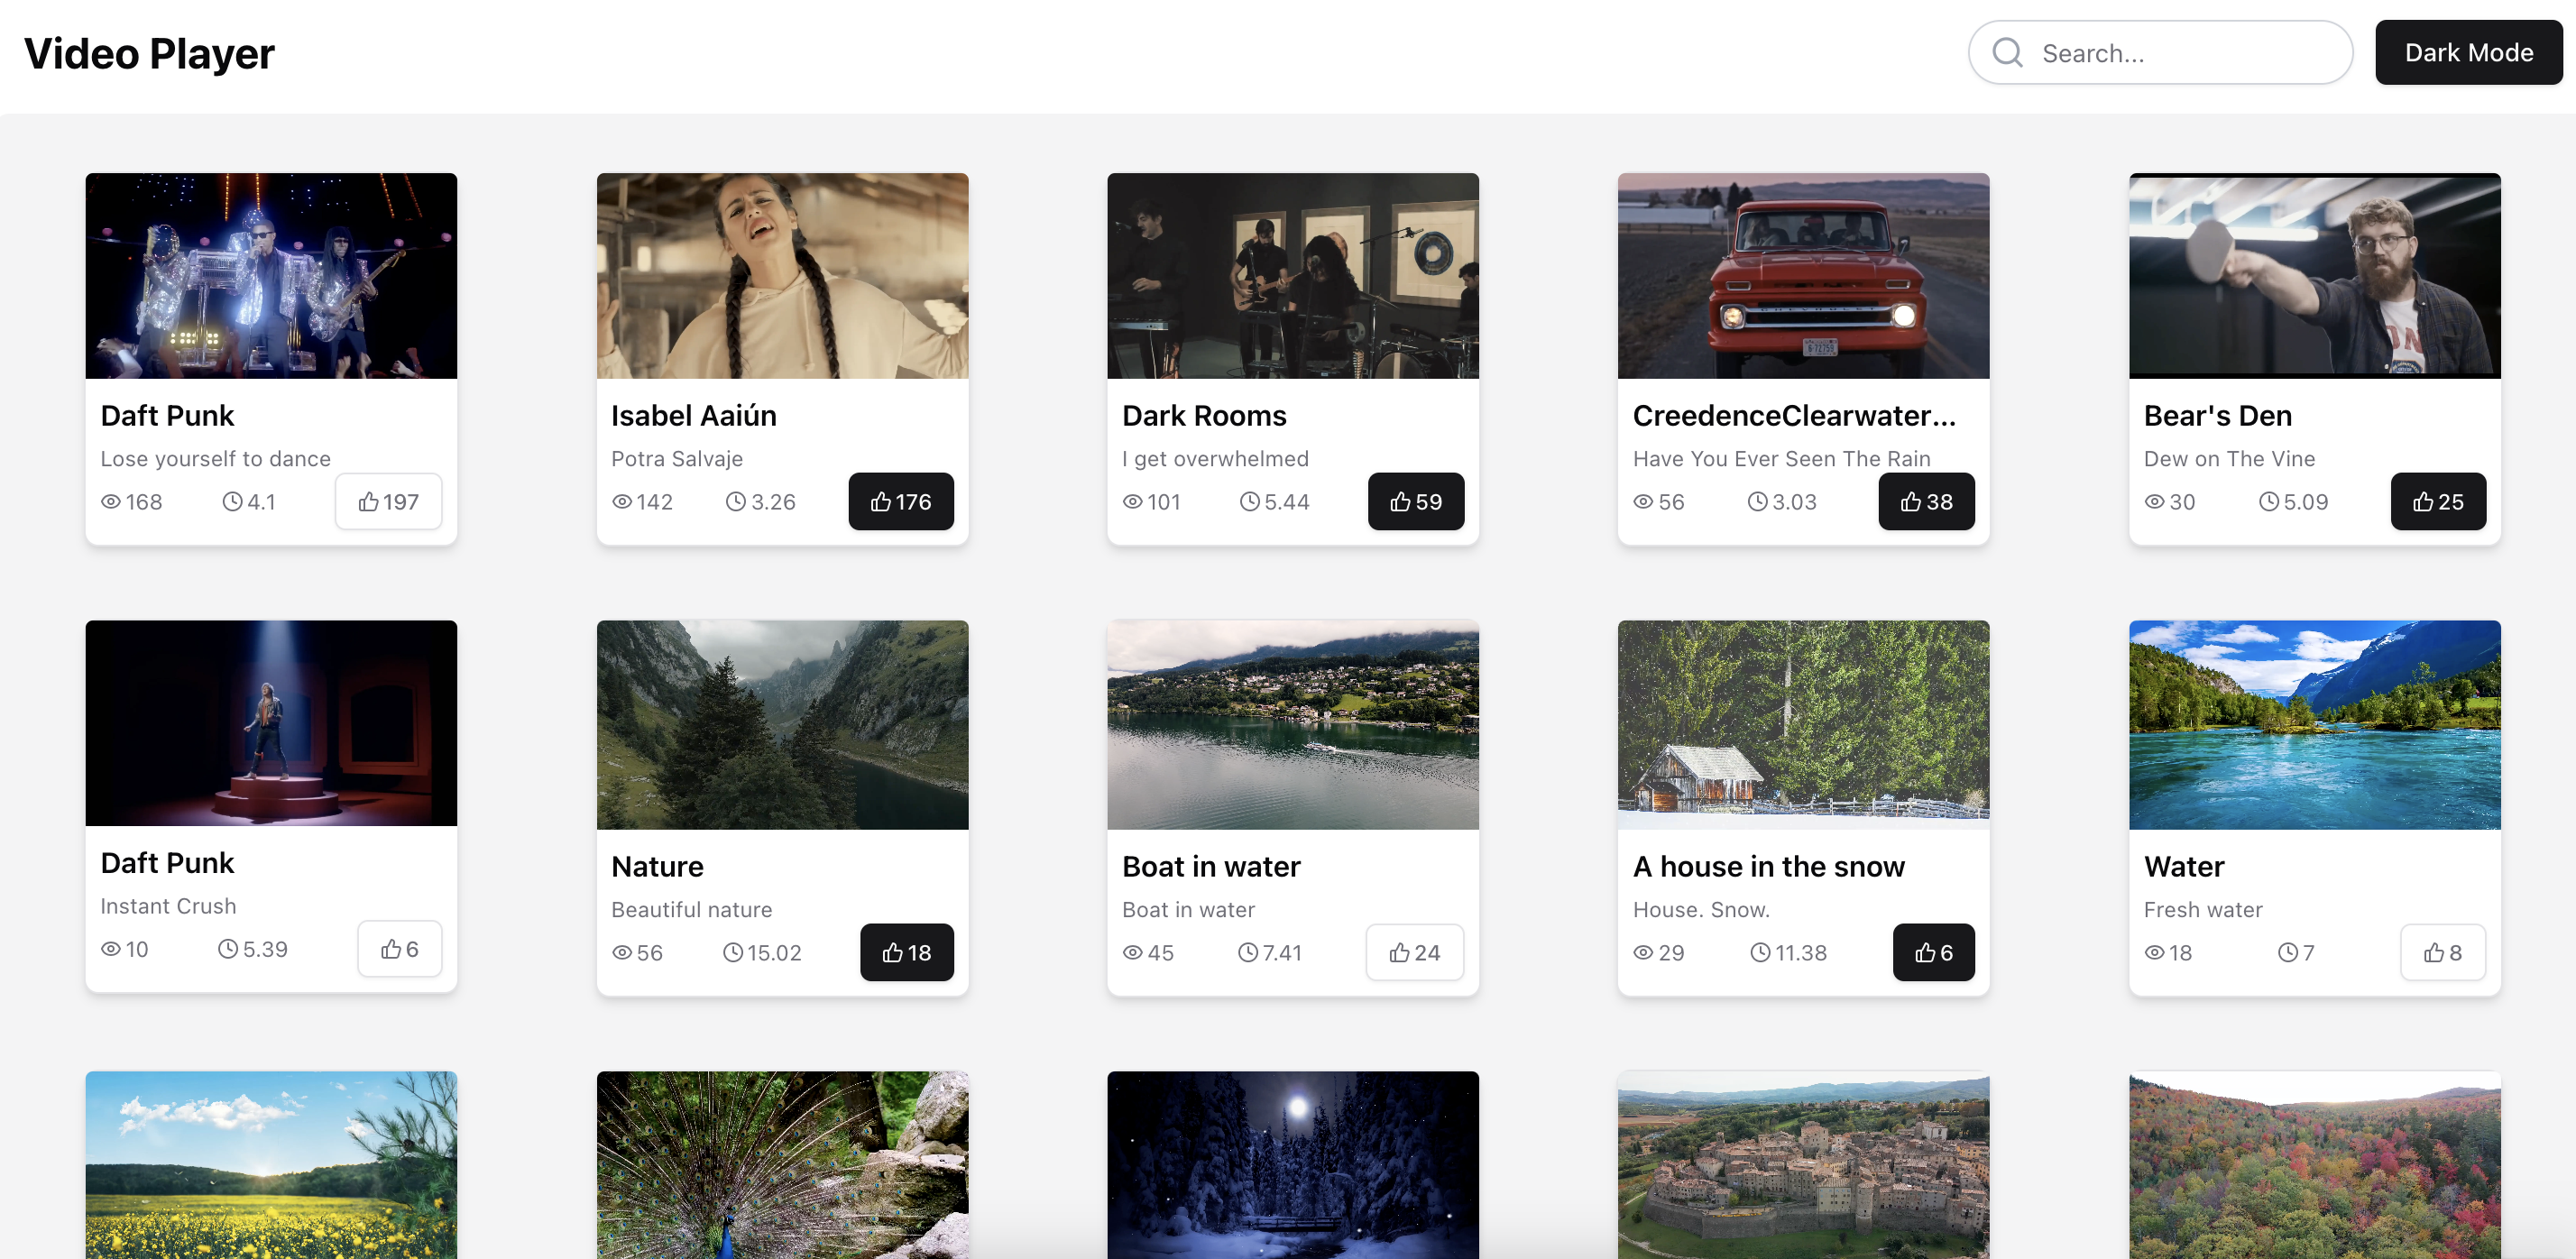 Video Player
Search...
Dark Mode
Daft Punk
Lose yourself to dance
168 4.1 197
Isabel Aaiún
Potra Salvaje
142 3.26 176
Dark Rooms
I get overwhelmed
101 5.44 59
CreedenceClearwater...
Have You Ever Seen The Rain
56 3.03 38
Bear's Den
Dew on The Vine
30 5.09 25
Daft Punk
Instant Crush
10 5.39 6
Nature
Beautiful nature
56 15.02 18
Boat in water
Boat in water
45 7.41 24
A house in the snow
House. Snow.
29 11.38 6
Water
Fresh water
18 7 8